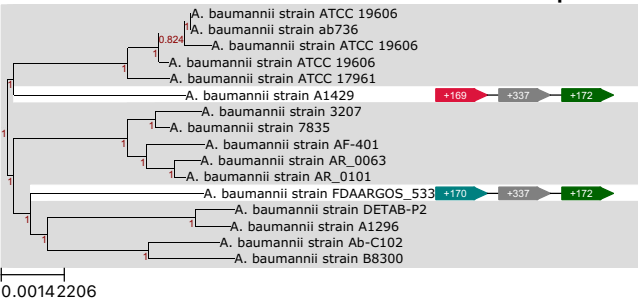 A. baumannii strain ATCC 19606
A. baumannii strain ab736
1
0.824
A. baumannii strain ATCC 19606
1
A. baumannii strain ATCC 19606
1
A. baumannii strain ATCC 17961
1
A. baumannii strain A1429 +169 +337 +172
A. baumannii strain 3207
1
A. baumannii strain 7835
1
1
A. baumannii strain AF-401
1
A. baumannii strain AR_0063
1
A. baumannii strain AR_0101
1
A. baumannii strain FDAARGOS_533 +170 +337 +172
A. baumannii strain DETAB-P2
1
A. baumannii strain A1296
1
1
A. baumannii strain Ab-C102
1
A. baumannii strain B8300
0.00142206